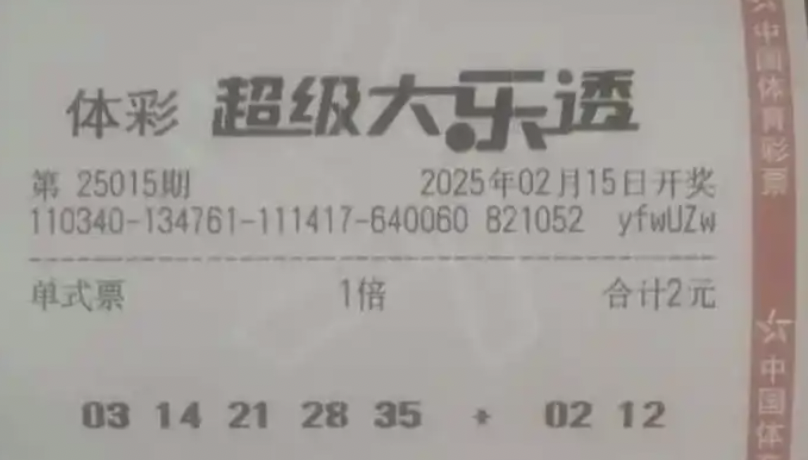 体彩 超级大乐透
第 25015期 2025年02月15日开奖
110340-134761-111417-640060 821052 yfwUZw
单式票 1倍 合计2元
03 14 21 28 35 * 02 12
中国体育彩票
中国体